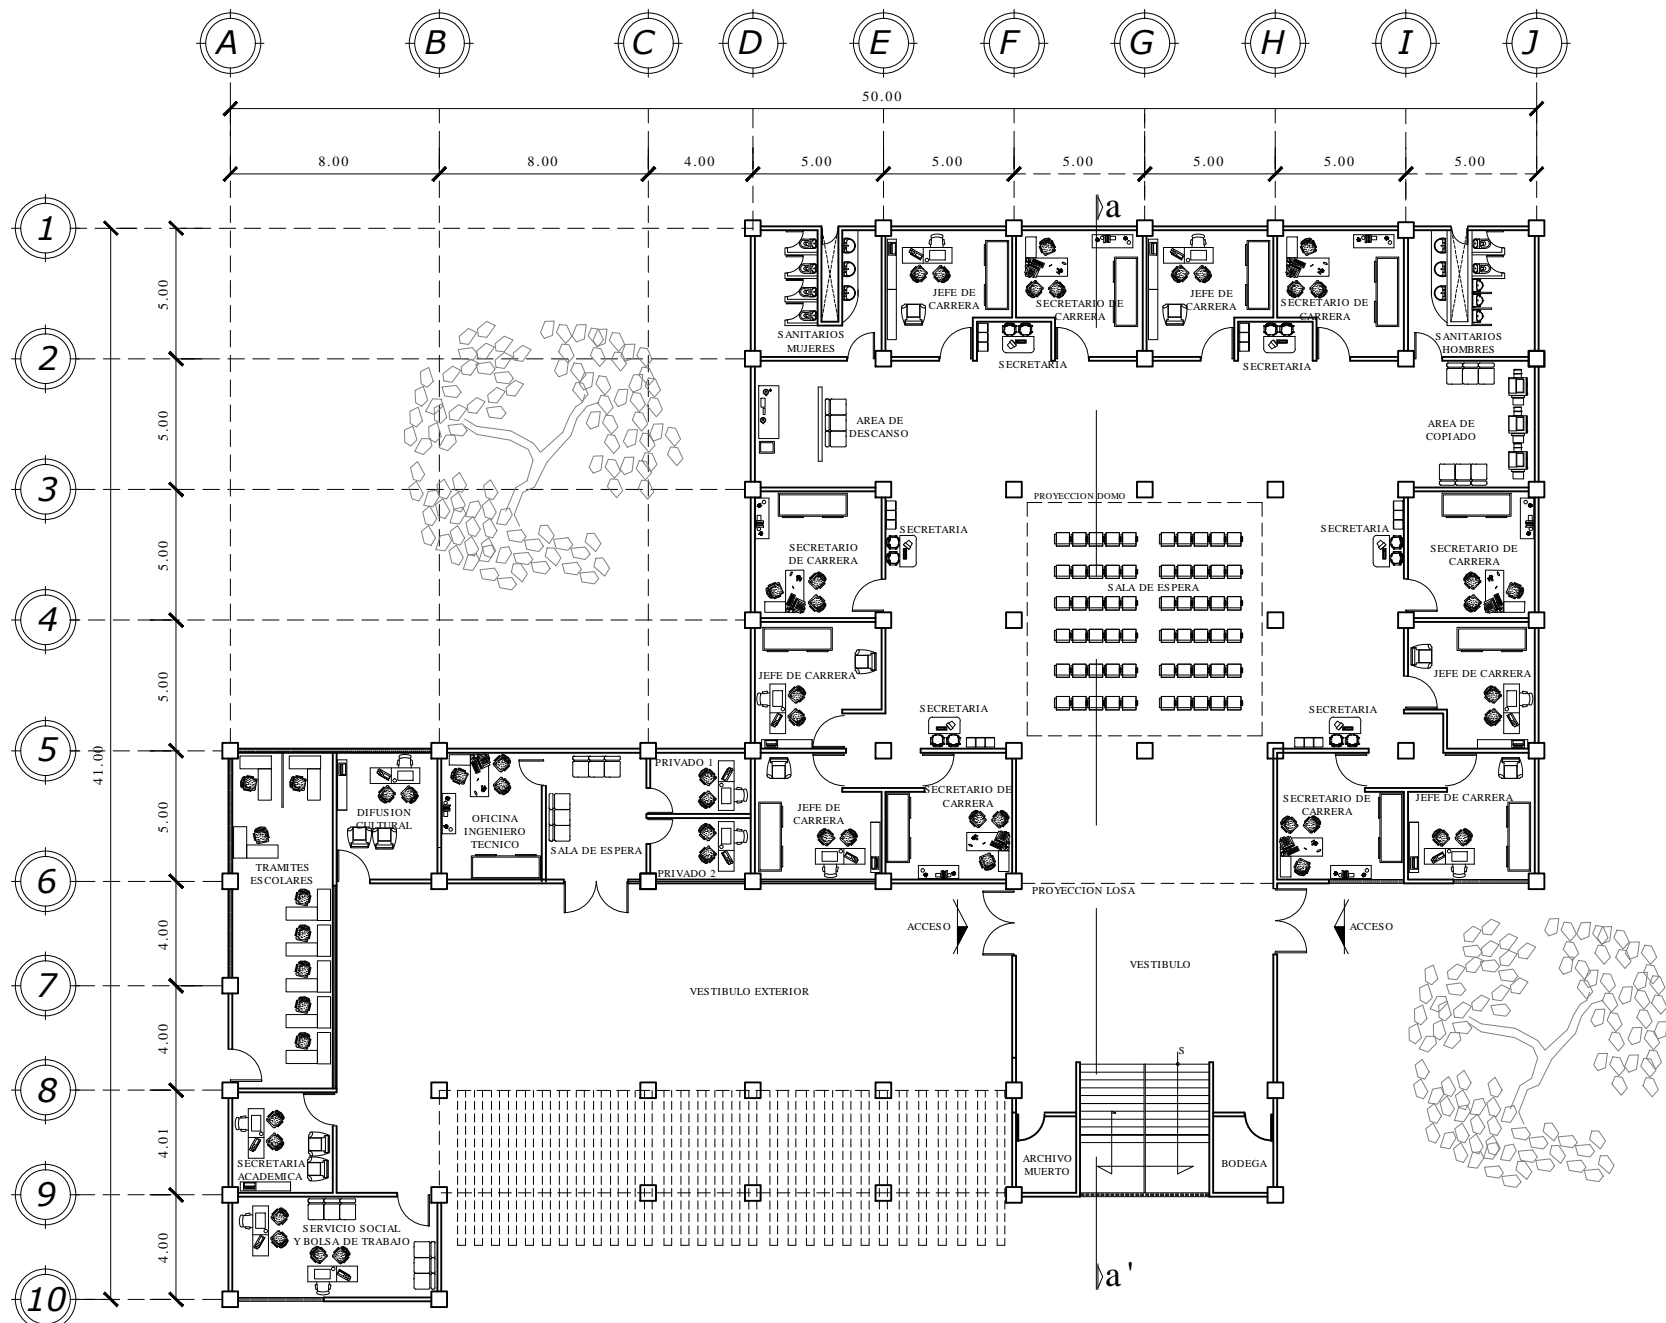 A B C D E F G H I J
50.00
8.00 8.00 4.00 5.00 5.00 5.00 5.00 5.00 5.00
1
2
3
4
5
6
7
8
9
10
41.00
5.00
5.00
5.00
5.00
5.00
4.00
4.00
4.01
4.00
a
SANITARIOS
MUJERES
JEFE DE
CARRERA
SECRETARIO DE
CARRERA
JEFE DE
CARRERA
SECRETARIO DE
CARRERA
SANITARIOS
HOMBRES
SECRETARIA
SECRETARIA
AREA DE
DESCANSO
AREA DE
COPIADO
PROYECCION DOMO
SECRETARIO
DE CARRERA
SECRETARIA
SALA DE ESPERA
SECRETARIA
SECRETARIO DE
CARRERA
JEFE DE CARRERA
SECRETARIA
SECRETARIA
JEFE DE CARRERA
TRAMITES
ESCOLARES
DIFUSION
CULTURAL
OFICINA
INGENIERO
TECNICO
SALA DE ESPERA
PRIVADO 1
PRIVADO 2
JEFE DE
CARRERA
SECRETARIO DE
CARRERA
SECRETARIO DE
CARRERA
JEFE DE CARRERA
PROYECCION LOSA
ACCESO
ACCESO
VESTIBULO
VESTIBULO EXTERIOR
S
SECRETARIA
ACADEMICA
ARCHIVO
MUERTO
BODEGA
SERVICIO SOCIAL
Y BOLSA DE TRABAJO
a'